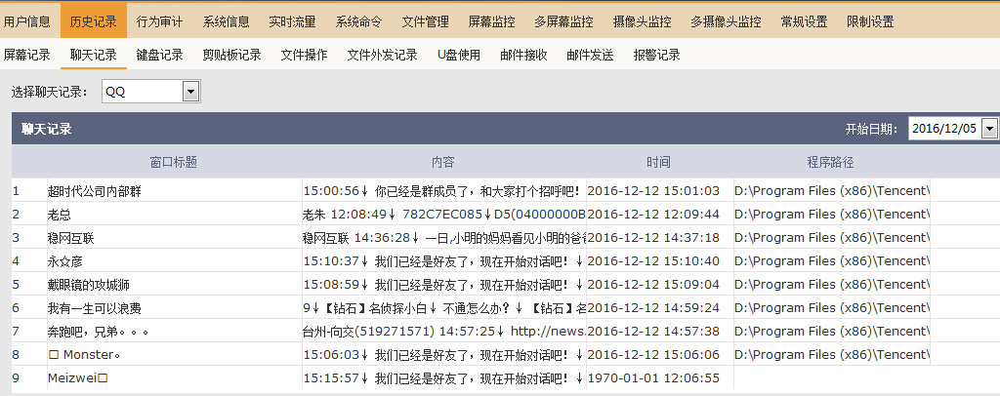 用户信息 历史记录 行为审计 系统信息 实时流量 系统命令 文件管理 屏幕监控 多屏幕监控 摄像头监控 多摄像头监控 常规设置 限制设置
屏幕记录 聊天记录 键盘记录 剪贴板记录 文件操作 文件外发记录 U盘使用 邮件接收 邮件发送 报警记录
选择聊天记录： QQ
聊天记录 开始日期： 2016/12/05
窗口标题 内容 时间 程序路径
1 超时代公司内部群 15:00:56↓ 你已经是群成员了，和大家打个招呼吧! 2016-12-12 15:01:03 D:\Program Files (x86)\Tencent\
2 老总 老朱 12:08:49↓ 782C7EC085↓D5(04000000B 2016-12-12 12:09:44 D:\Program Files (x86)\Tencent\
3 稳网互联 稳网互联 14:36:28↓ 一日,小明的妈妈看见小明的爸爸 2016-12-12 14:37:18 D:\Program Files (x86)\Tencent\
4 永☆彦 15:10:37↓ 我们已经是好友了，现在开始对话吧! ↓ 2016-12-12 15:10:40 D:\Program Files (x86)\Tencent\
5 戴眼镜的攻城狮 15:08:59↓ 我们已经是好友了，现在开始对话吧! ↓ 2016-12-12 15:09:04 D:\Program Files (x86)\Tencent\
6 我有一生可以浪费 9↓【钻石】名侦探小白↓ 不通怎么办? ↓ 【钻石】名 2016-12-12 14:59:24 D:\Program Files (x86)\Tencent\
7 奔跑吧，兄弟。。。 台州-向交(519271571) 14:57:25↓ http://news. 2016-12-12 14:57:38 D:\Program Files (x86)\Tencent\
8 □ Monster。 15:06:03↓ 我们已经是好友了，现在开始对话吧! ↓ 2016-12-12 15:06:06 D:\Program Files (x86)\Tencent\
9 Meizwei□ 15:15:57↓ 我们已经是好友了，现在开始对话吧! ↓ 1970-01-01 12:06:55